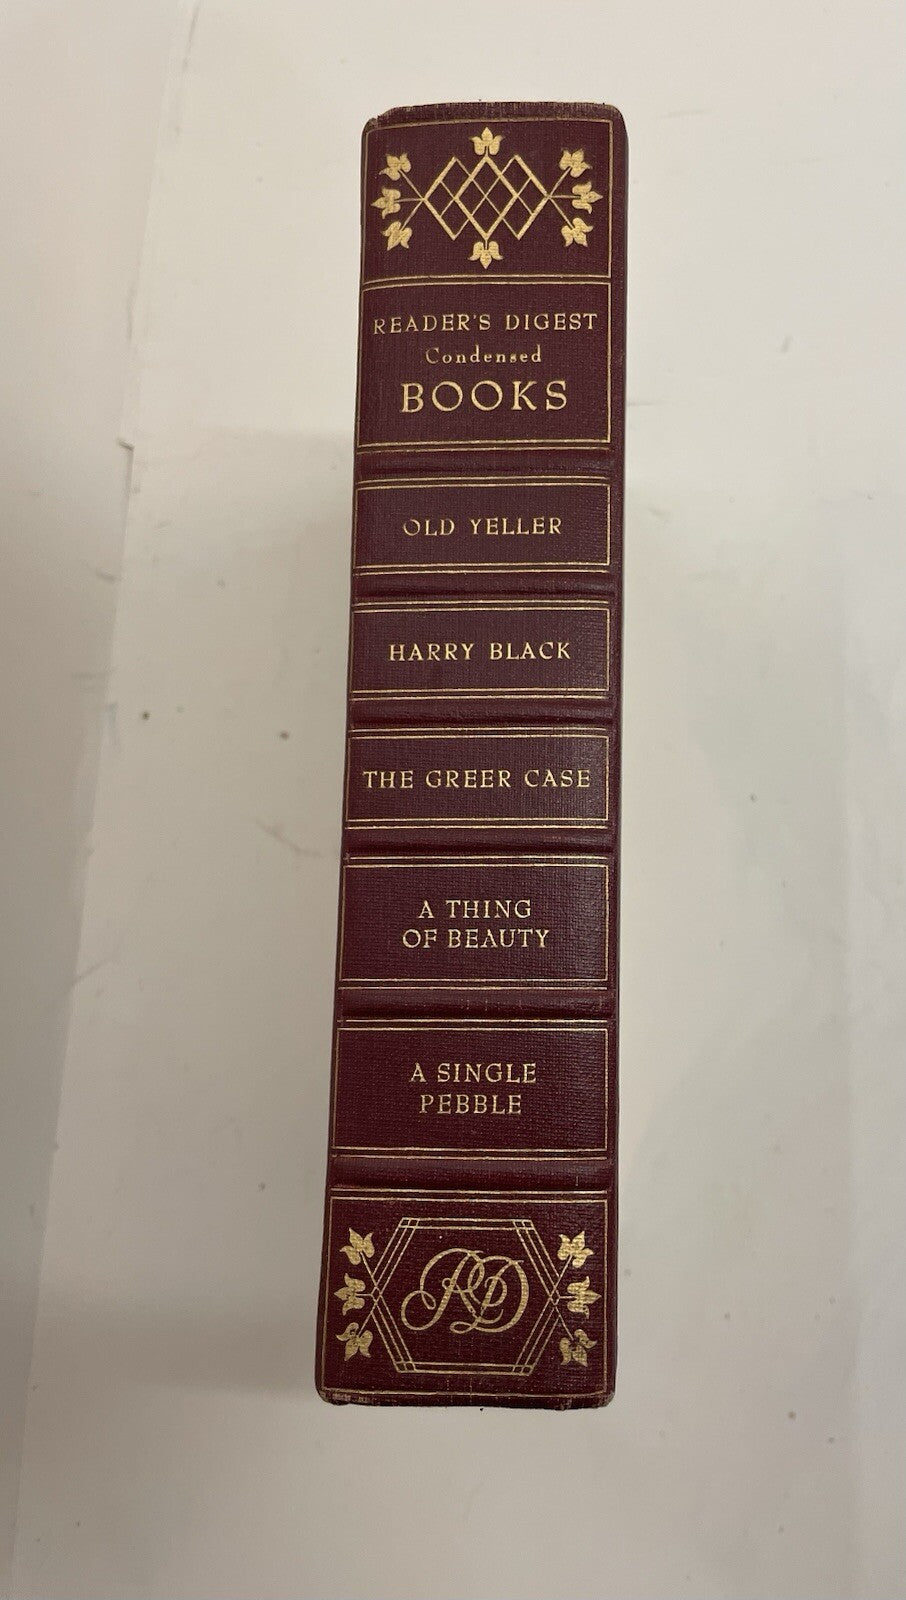 READER'S DIGEST
Condensed
BOOKS
OLD YELLER
HARRY BLACK
THE GREER CASE
A THING
OF BEAUTY
A SINGLE
PEBBLE
RD